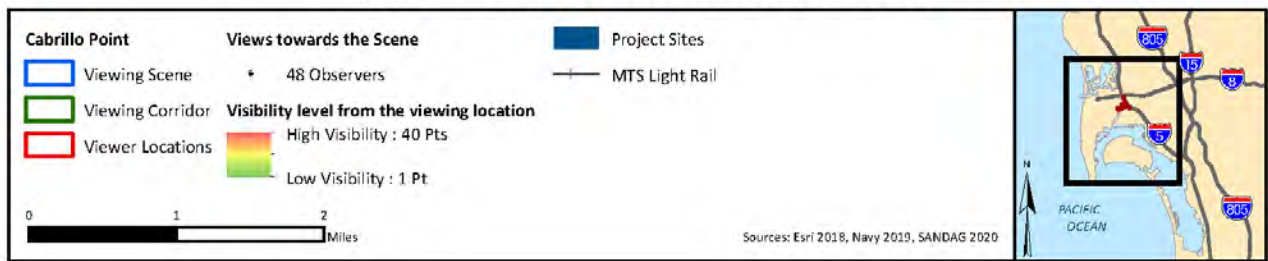 Cabrillo Point
Viewing Scene
Viewing Corridor
Viewer Locations
Views towards the Scene
48 Observers
Visibility level from the viewing location
High Visibility : 40 Pts
Low Visibility : 1 Pt
Project Sites
MTS Light Rail
0 1 2
Miles
Sources: Esri 2018, Navy 2019, SANDAG 2020
805
15
8
5
N
PACIFIC
OCEAN
805